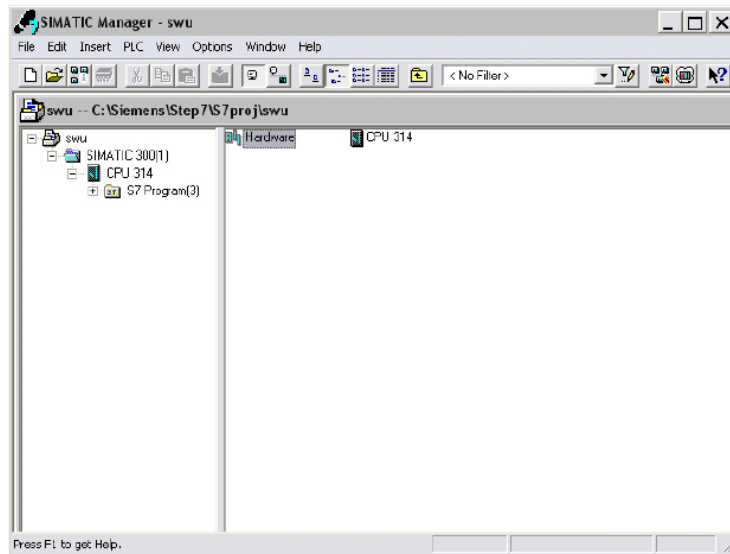 SIMATIC Manager - swu
File Edit Insert PLC View Options Window Help
< No Filter >
swu -- C:\Siemens\Step7\S7proj\swu
swu
SIMATIC 300(1)
CPU 314
S7 Program(3)
Hardware
CPU 314
Press F1 to get Help.